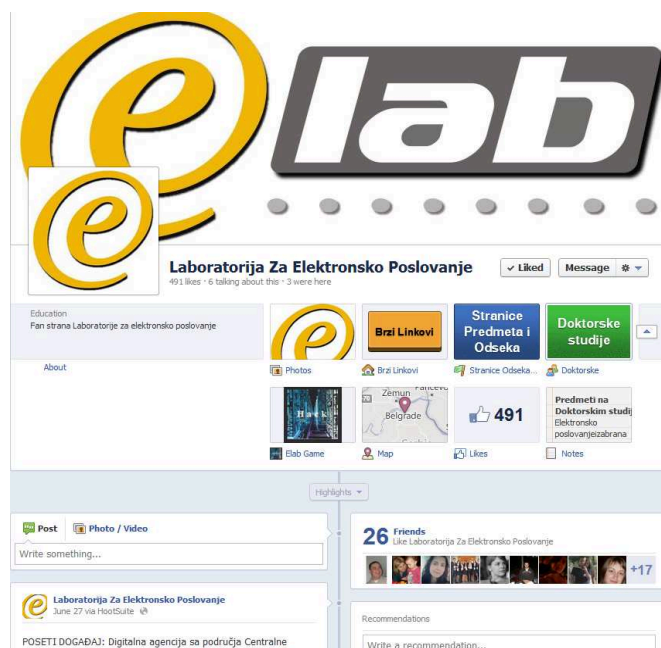 e lab
Laboratorija Za Elektronsko Poslovanje
✓ Liked
Message
491 likes · 6 talking about this · 3 were here
Education
Fan strana Laboratorije za elektronsko poslovanje
About
Photos
Brzi Linkovi
Brzi Linkovi
Stranice
Predmeta i
Odseka
Stranice Odseka...
Doktorske
studije
Doktorske
Hack
Elab Game
Zemun
Belgrade
Map
491
Likes
Predmeti na
Doktorskim studij
Elektronsko
poslovanjeizabrana
Notes
Highlights
Post
Photo / Video
Write something...
26 Friends
Like Laboratorija Za Elektronsko Poslovanje
+17
Laboratorija Za Elektronsko Poslovanje
June 27 via HootSuite
POSETI DOGAĐAJ: Digitalna agencija sa područja Centralne
Recommendations
Write a recommendation...